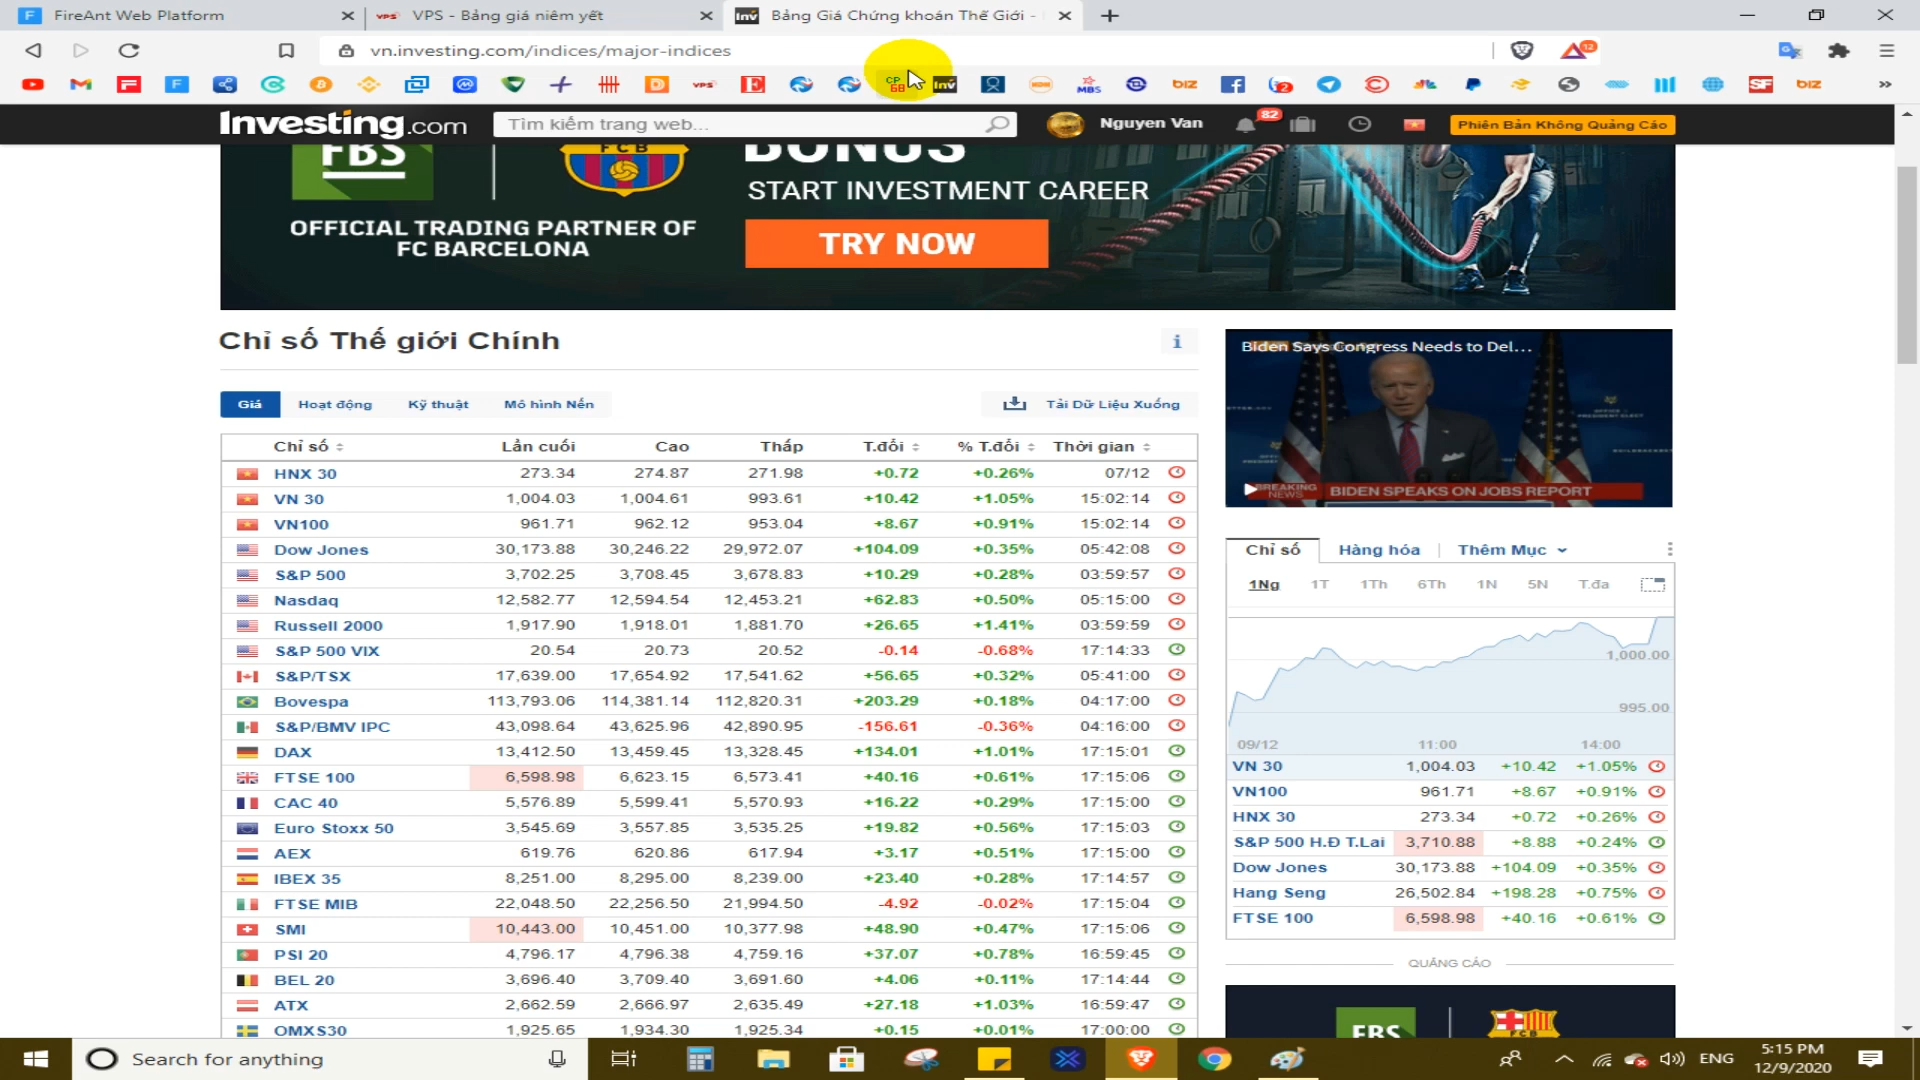 FireAnt Web Platform
VPS - Bảng giá niêm yết
Bảng Giá Chứng khoán Thế Giới -
vn.investing.com/indices/major-indices
12
Investing.com
Tìm kiếm trang web...
Nguyen Van
82
Phiên Bản Không Quảng Cáo
FBS
FCB
BONUS
START INVESTMENT CAREER
OFFICIAL TRADING PARTNER OF
FC BARCELONA
TRY NOW
Chỉ số Thế giới Chính
Giá Hoạt động Kỹ thuật Mô hình Nến
Tải Dữ Liệu Xuống
Chỉ số Lần cuối Cao Thấp T.đổi % T.đổi Thời gian
HNX 30 273.34 274.87 271.98 +0.72 +0.26% 07/12
VN 30 1,004.03 1,004.61 993.61 +10.42 +1.05% 15:02:14
VN100 961.71 962.12 953.04 +8.67 +0.91% 15:02:14
Dow Jones 30,173.88 30,246.22 29,972.07 +104.09 +0.35% 05:42:08
S&P 500 3,702.25 3,708.45 3,678.83 +10.29 +0.28% 03:59:57
Nasdaq 12,582.77 12,594.54 12,453.21 +62.83 +0.50% 05:15:00
Russell 2000 1,917.90 1,918.01 1,881.70 +26.65 +1.41% 03:59:59
S&P 500 VIX 20.54 20.73 20.52 -0.14 -0.68% 17:14:33
S&P/TSX 17,639.00 17,654.92 17,541.62 +56.65 +0.32% 05:41:00
Bovespa 113,793.06 114,381.14 112,820.31 +203.29 +0.18% 04:17:00
S&P/BMV IPC 43,098.64 43,625.96 42,890.95 -156.61 -0.36% 04:16:00
DAX 13,412.50 13,459.45 13,328.45 +134.01 +1.01% 17:15:01
FTSE 100 6,598.98 6,623.15 6,573.41 +40.16 +0.61% 17:15:06
CAC 40 5,576.89 5,599.41 5,570.93 +16.22 +0.29% 17:15:00
Euro Stoxx 50 3,545.69 3,557.85 3,535.25 +19.82 +0.56% 17:15:03
AEX 619.76 620.86 617.94 +3.17 +0.51% 17:15:00
IBEX 35 8,251.00 8,295.00 8,239.00 +23.40 +0.28% 17:14:57
FTSE MIB 22,048.50 22,256.50 21,994.50 -4.92 -0.02% 17:15:04
SMI 10,443.00 10,451.00 10,377.98 +48.90 +0.47% 17:15:06
PSI 20 4,796.17 4,796.38 4,759.16 +37.07 +0.78% 16:59:45
BEL 20 3,696.40 3,709.40 3,691.60 +4.06 +0.11% 17:14:44
ATX 2,662.59 2,666.97 2,635.49 +27.18 +1.03% 16:59:47
OMXS30 1,925.65 1,934.30 1,925.34 +0.15 +0.01% 17:00:00
Biden Says Congress Needs to Del...
BREAKING NEWS BIDEN SPEAKS ON JOBS REPORT
Chỉ số Hàng hóa Thêm Mục
1Ng 1T 1Th 6Th 1N 5N T.đa
1,000.00
995.00
09/12 11:00 14:00
VN 30 1,004.03 +10.42 +1.05%
VN100 961.71 +8.67 +0.91%
HNX 30 273.34 +0.72 +0.26%
S&P 500 H.Đ T.Lai 3,710.88 +8.88 +0.24%
Dow Jones 30,173.88 +104.09 +0.35%
Hang Seng 26,502.84 +198.28 +0.75%
FTSE 100 6,598.98 +40.16 +0.61%
QUẢNG CÁO
FBS
Search for anything
ENG
5:15 PM
12/9/2020